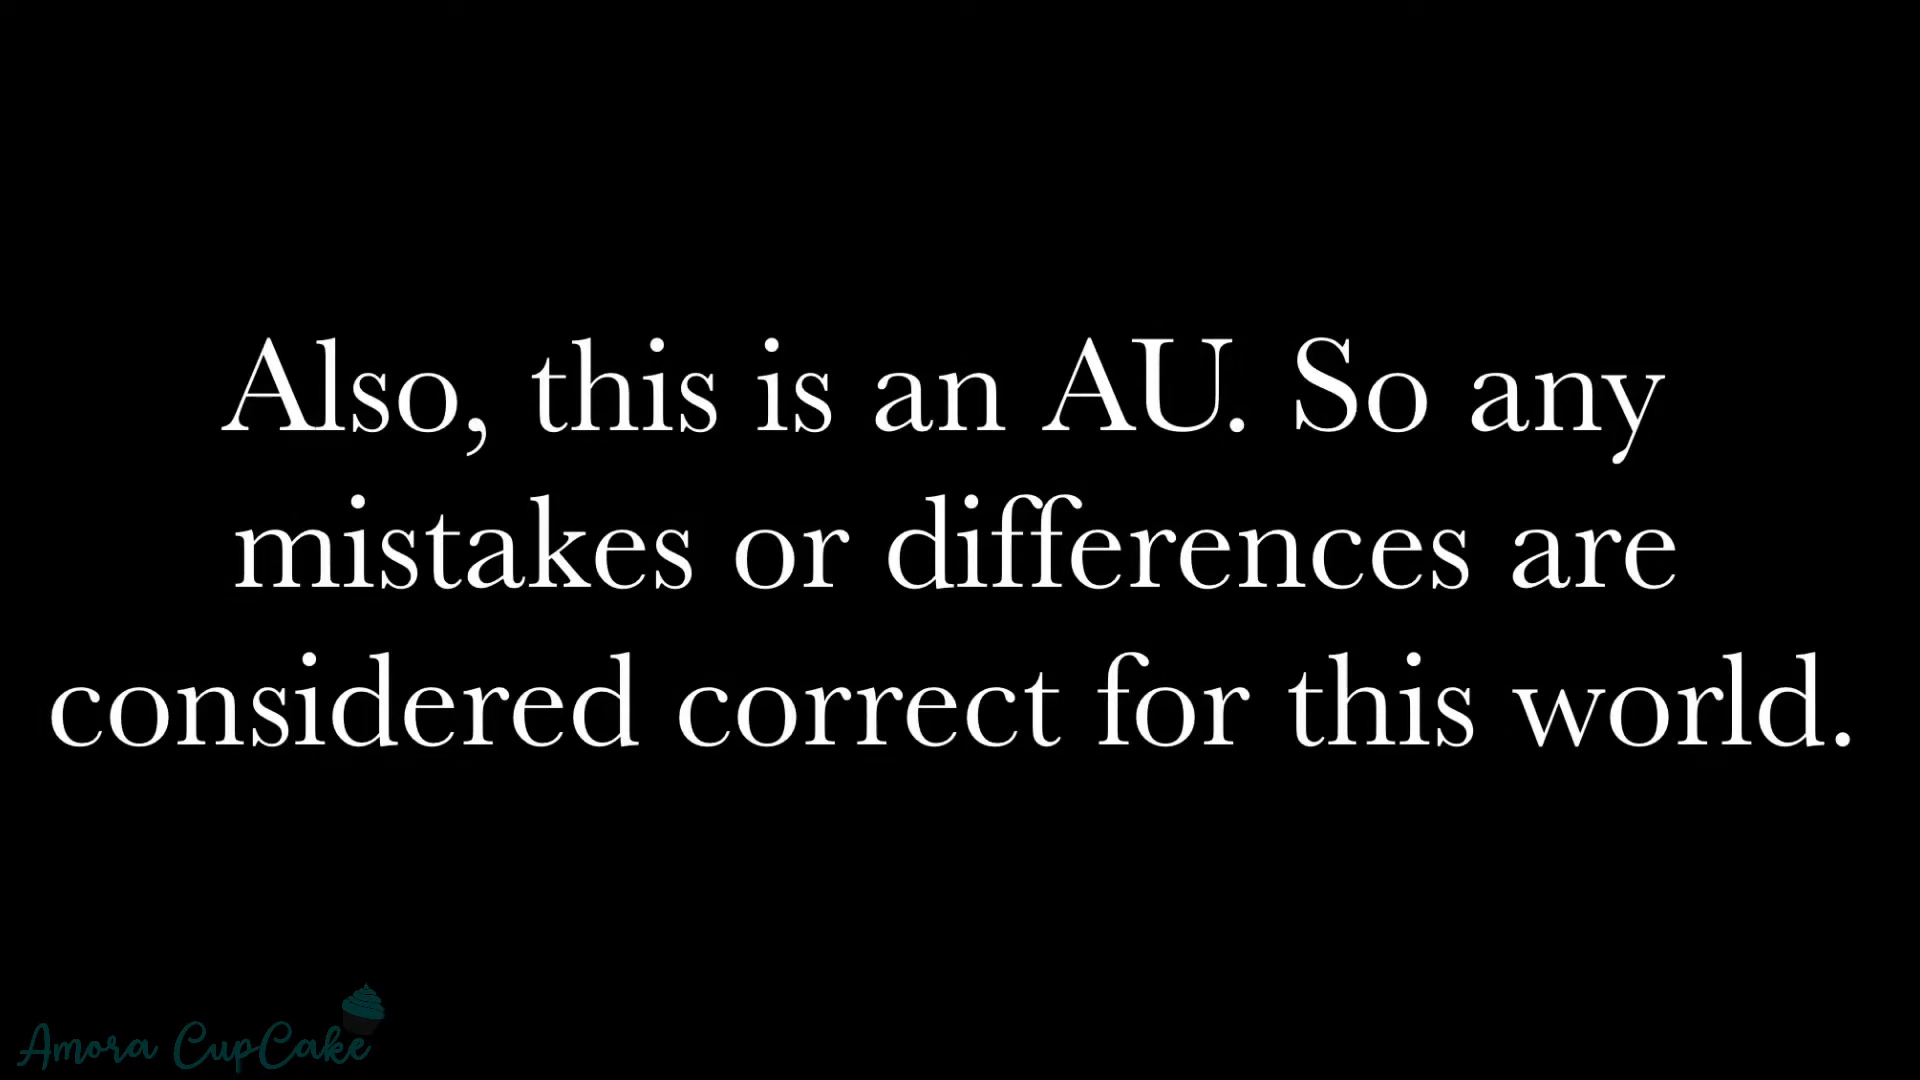 Also, this is an AU. So any
mistakes or differences are
considered correct for this world.
Amora CupCake